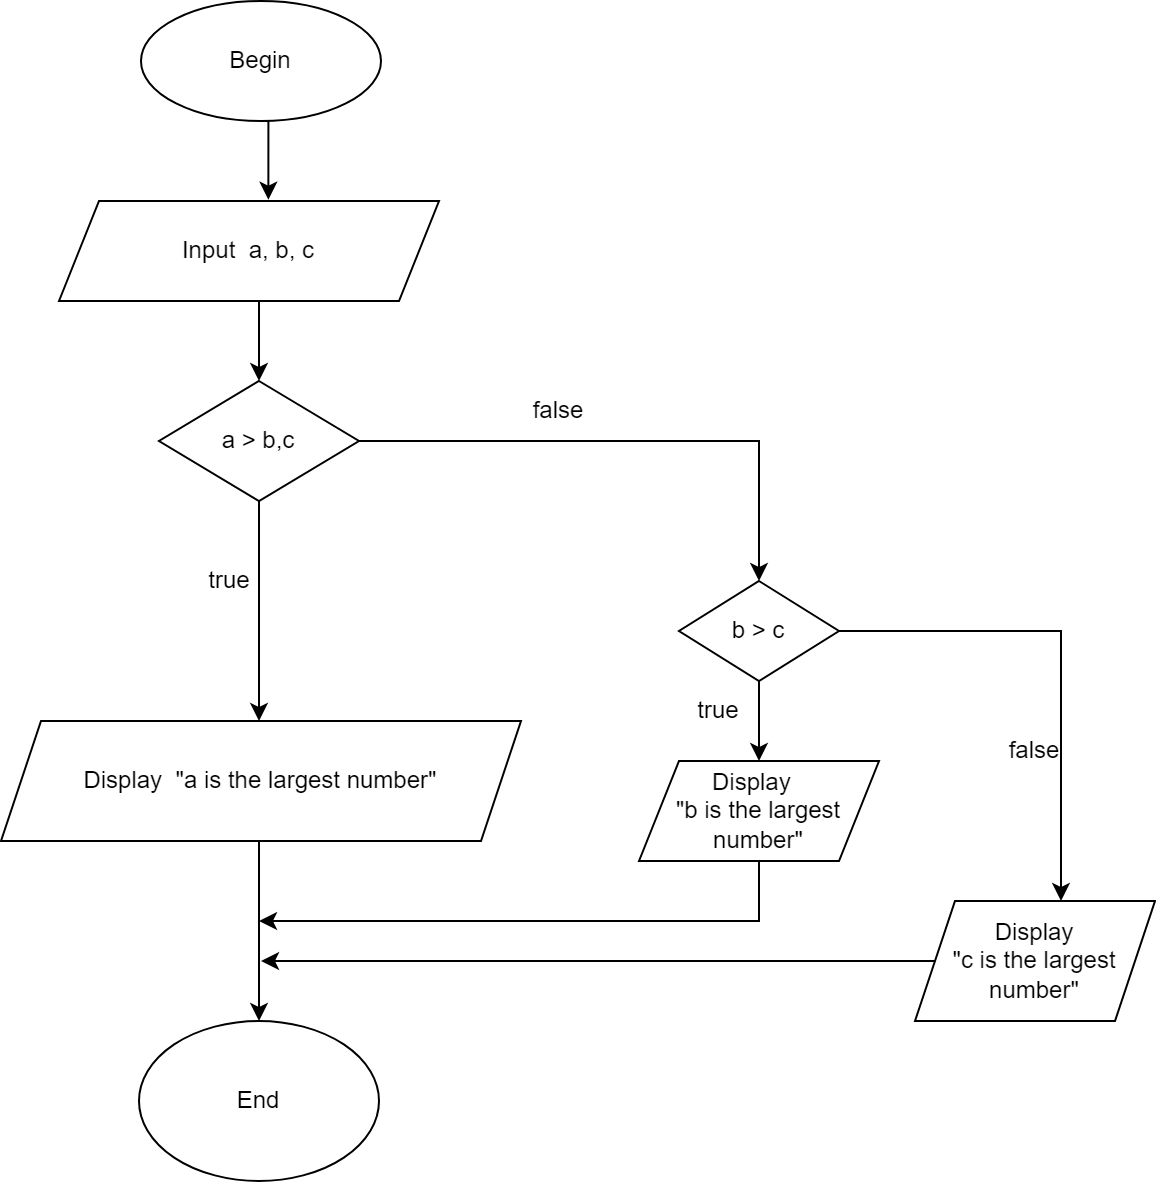 Begin
Input  a, b, c
a > b,c
false
true
b > c
true
false
Display  "a is the largest number"
Display
"b is the largest
number"
Display
"c is the largest
number"
End